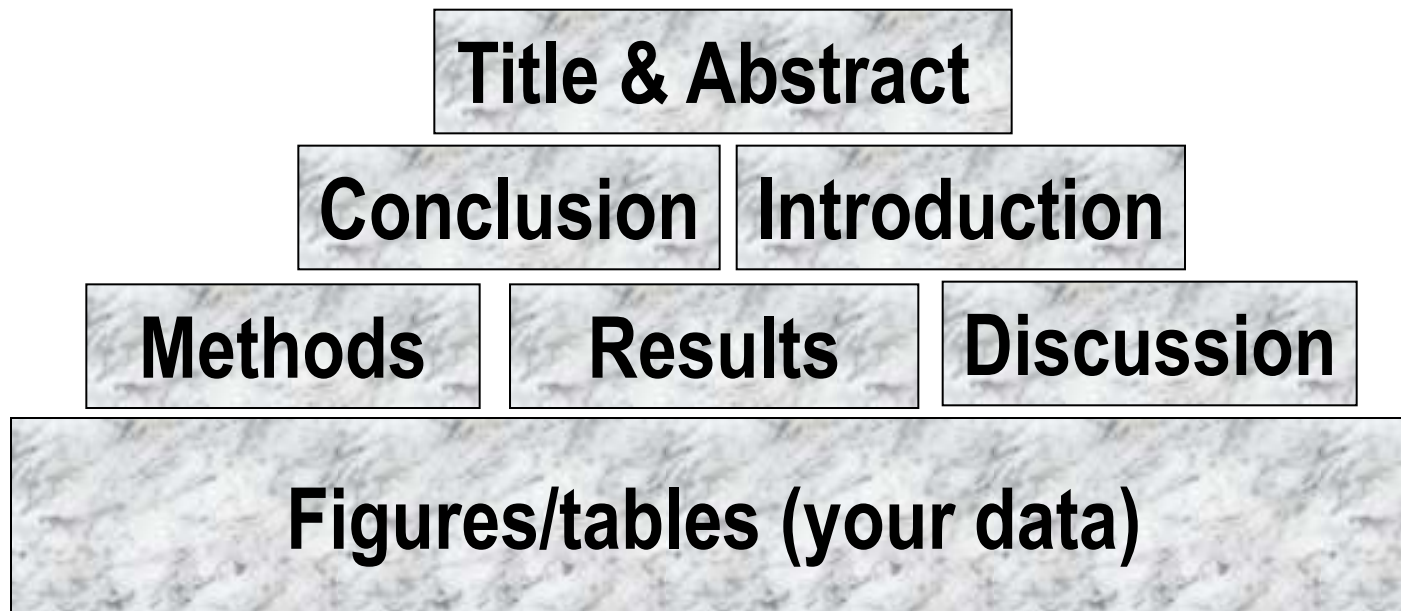 Title & Abstract
Conclusion Introduction
Methods Results Discussion
Figures/tables (your data)